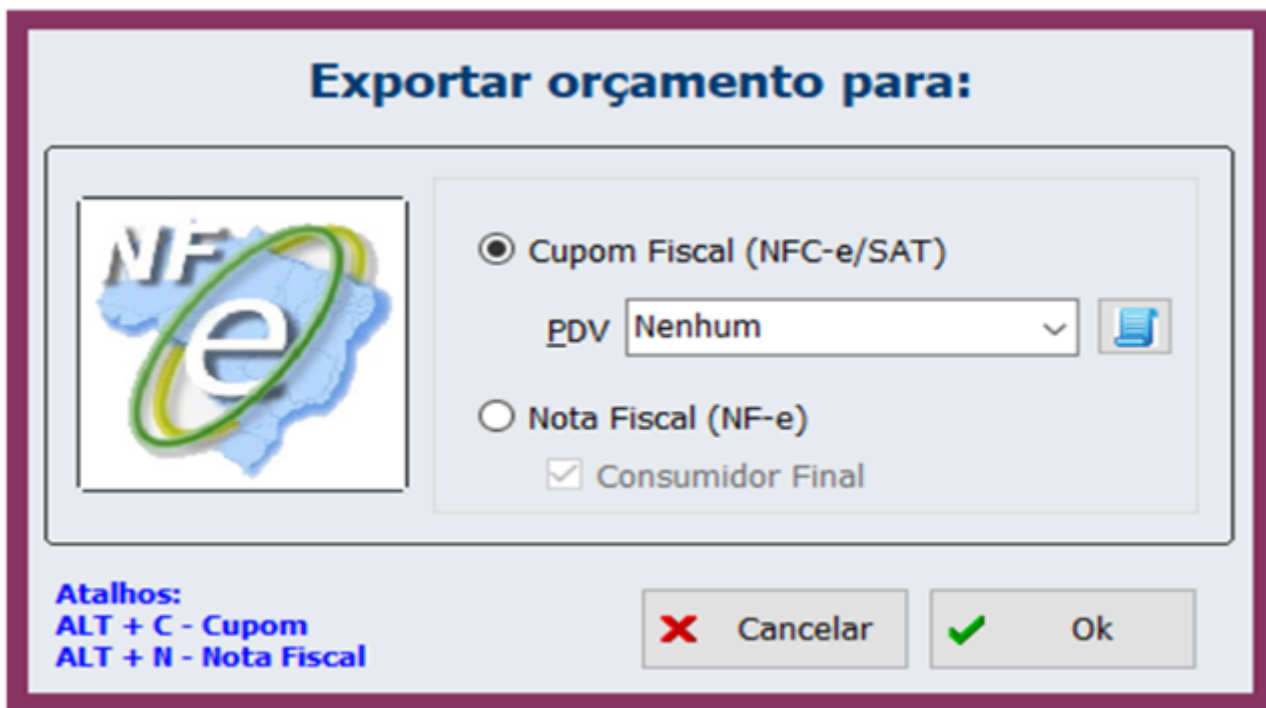 Exportar orçamento para:
NF
e
Cupom Fiscal (NFC-e/SAT)
PDV Nenhum
Nota Fiscal (NF-e)
Consumidor Final
Atalhos:
ALT + C - Cupom
ALT + N - Nota Fiscal
Cancelar Ok